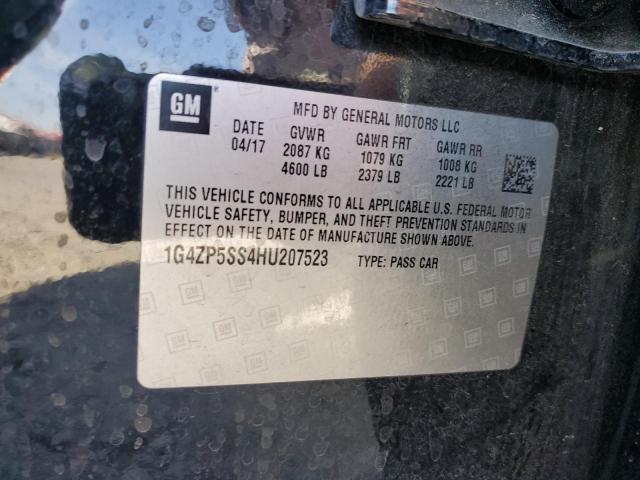 GM
MFD BY GENERAL MOTORS LLC
DATE GVWR GAWR FRT GAWR RR
04/17 2087 KG 1079 KG 1008 KG
4600 LB 2379 LB 2221 LB
THIS VEHICLE CONFORMS TO ALL APPLICABLE U.S. FEDERAL MOTOR
VEHICLE SAFETY, BUMPER, AND THEFT PREVENTION STANDARDS IN
EFFECT ON THE DATE OF MANUFACTURE SHOWN ABOVE.
1G4ZP5SS4HU207523 TYPE: PASS CAR